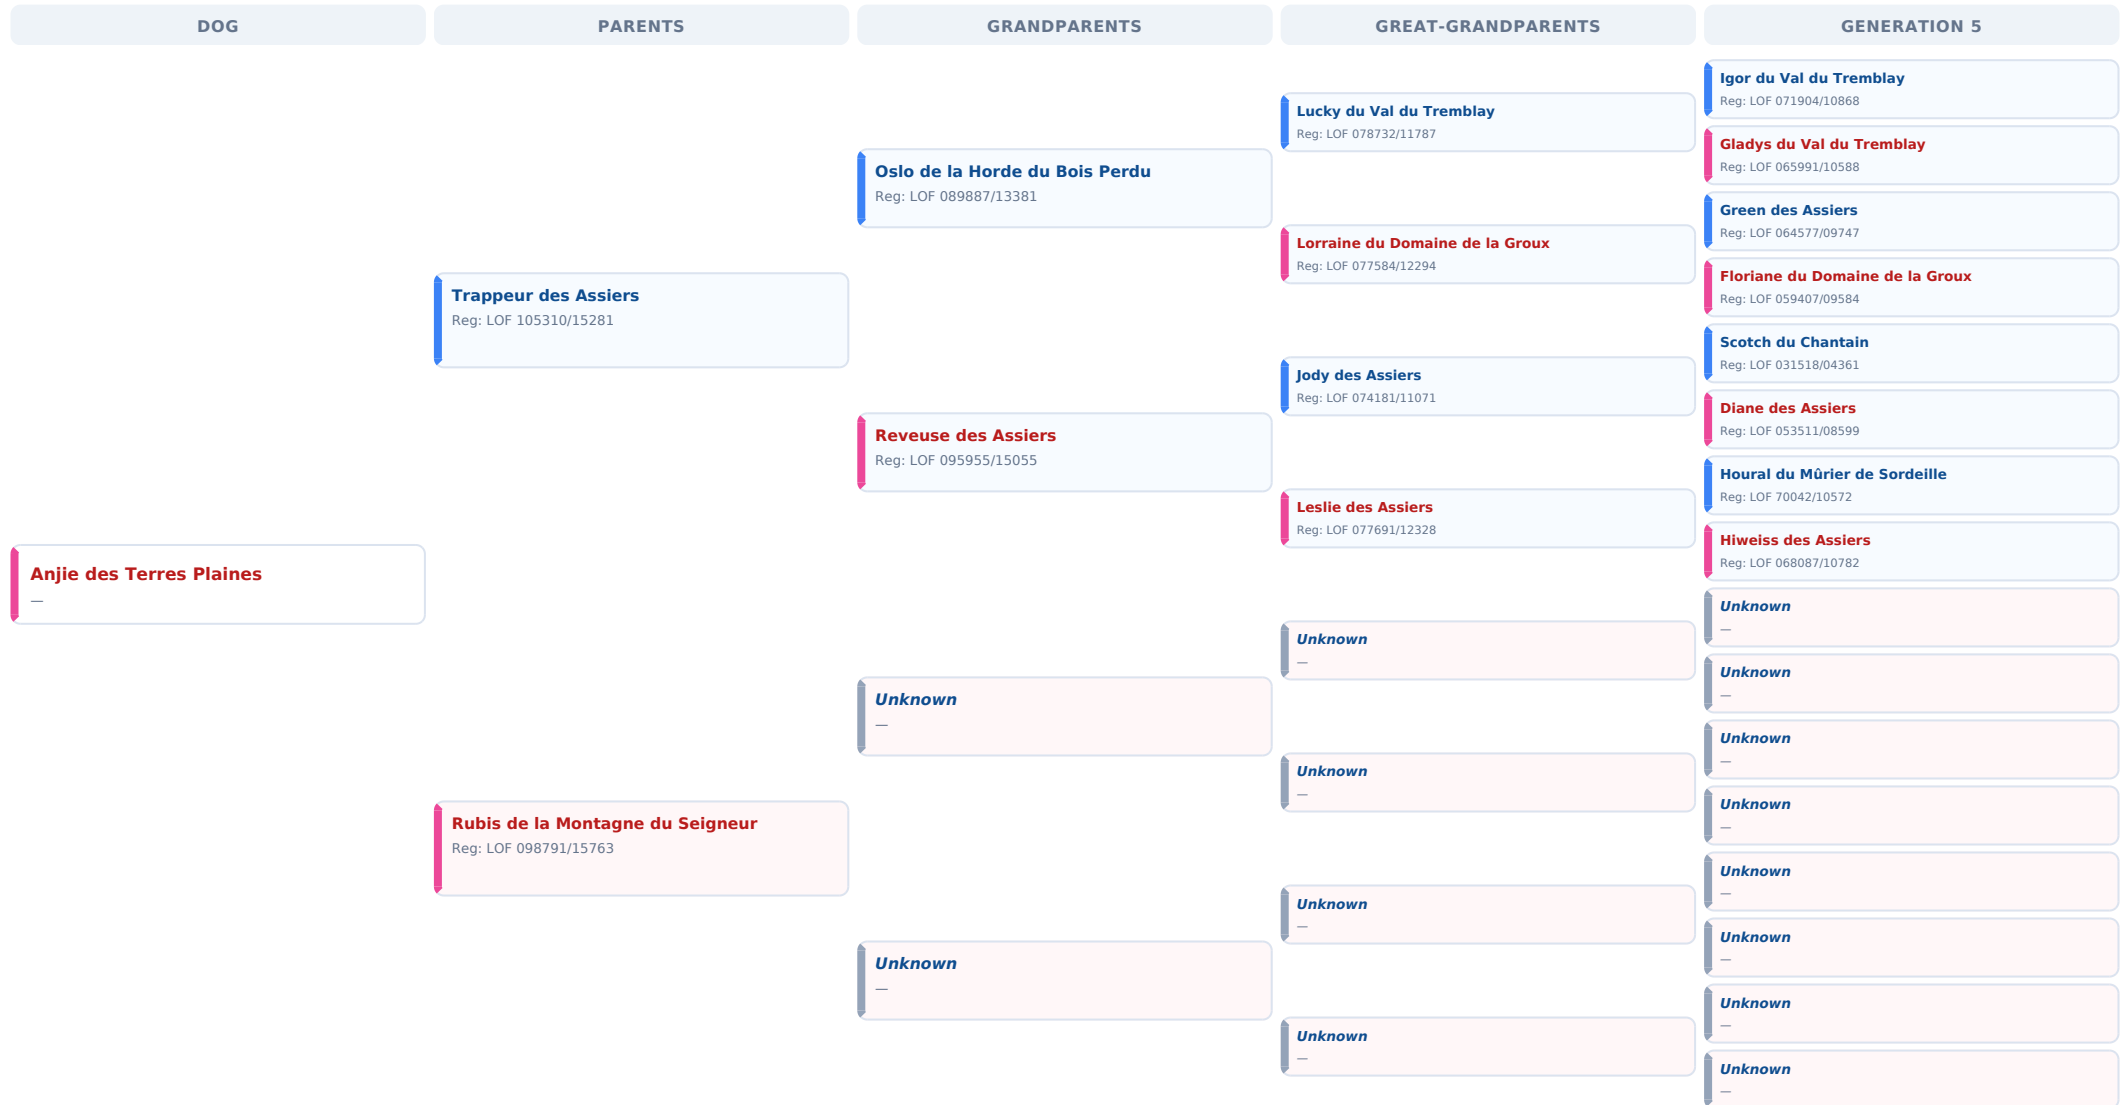 DOG
PARENTS
GRANDPARENTS
GREAT-GRANDPARENTS
GENERATION 5
Anjie des Terres Plaines
—
Trappeur des Assiers
Reg: LOF 105310/15281
Rubis de la Montagne du Seigneur
Reg: LOF 098791/15763
Oslo de la Horde du Bois Perdu
Reg: LOF 089887/13381
Reveuse des Assiers
Reg: LOF 095955/15055
Unknown
—
Unknown
—
Lucky du Val du Tremblay
Reg: LOF 078732/11787
Lorraine du Domaine de la Groux
Reg: LOF 077584/12294
Jody des Assiers
Reg: LOF 074181/11071
Leslie des Assiers
Reg: LOF 077691/12328
Unknown
—
Unknown
—
Unknown
—
Unknown
—
Igor du Val du Tremblay
Reg: LOF 071904/10868
Gladys du Val du Tremblay
Reg: LOF 065991/10588
Green des Assiers
Reg: LOF 064577/09747
Floriane du Domaine de la Groux
Reg: LOF 059407/09584
Scotch du Chantain
Reg: LOF 031518/04361
Diane des Assiers
Reg: LOF 053511/08599
Houral du Mûrier de Sordeille
Reg: LOF 70042/10572
Hiweiss des Assiers
Reg: LOF 068087/10782
Unknown
—
Unknown
—
Unknown
—
Unknown
—
Unknown
—
Unknown
—
Unknown
—
Unknown
—